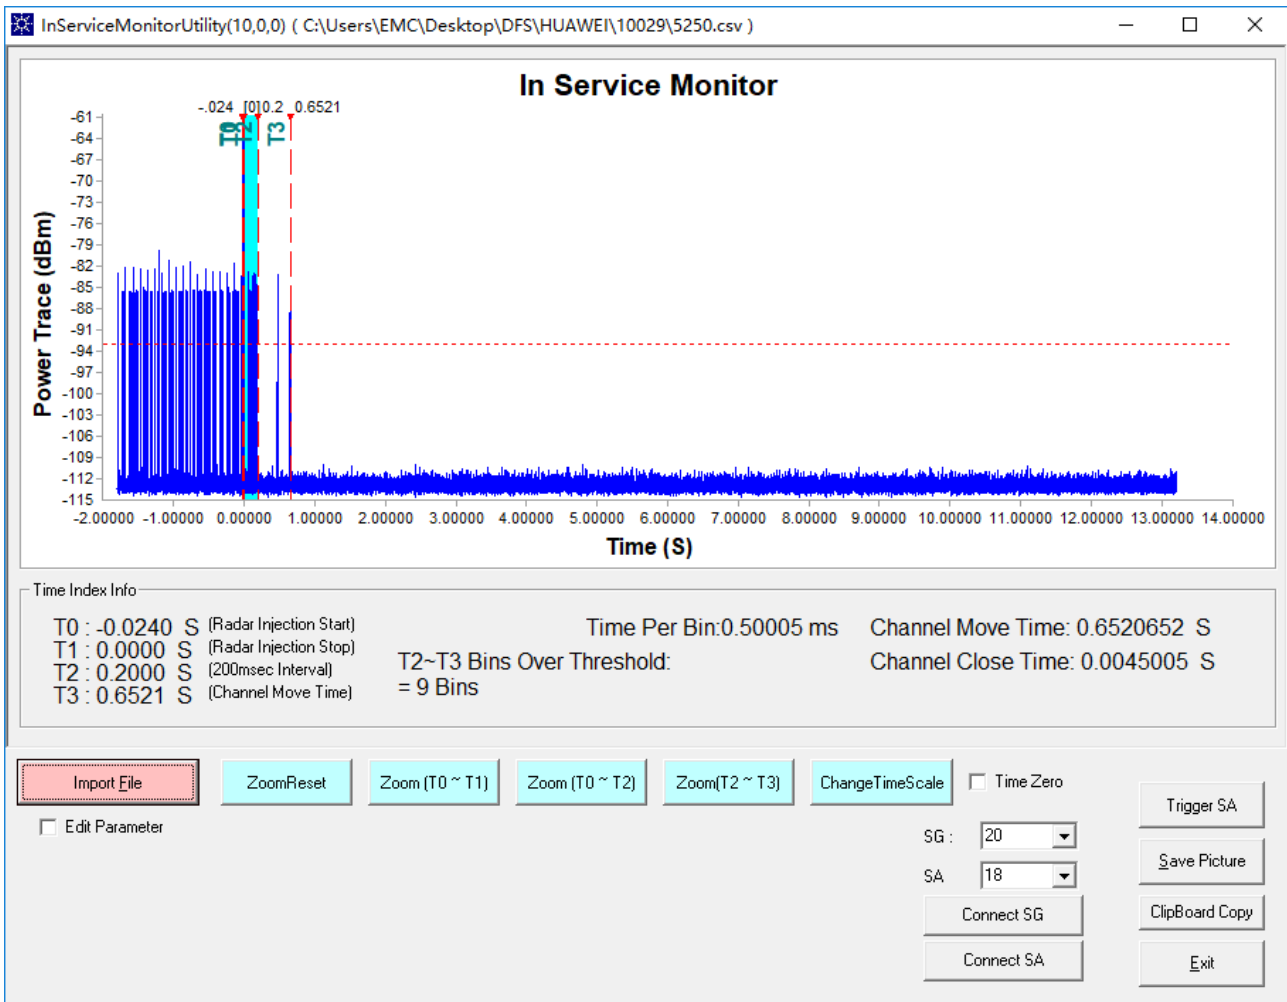 InServiceMonitorUtility(10,0,0) ( C:\Users\EMC\Desktop\DFS\HUAWEI\10029\5250.csv )
In Service Monitor
-.024 [0]0.2 0.6521
T2 T3
-61
-64
-67
-70
-73
-76
-79
-82
-85
-88
-91
-94
-97
-100
-103
-106
-109
-112
-115
Power Trace (dBm)
-2.00000 -1.00000 0.00000 1.00000 2.00000 3.00000 4.00000 5.00000 6.00000 7.00000 8.00000 9.00000 10.00000 11.00000 12.00000 13.00000 14.00000
Time (S)
Time Index Info
T0 : -0.0240 S (Radar Injection Start)
T1 : 0.0000 S (Radar Injection Stop)
T2 : 0.2000 S (200msec Interval)
T3 : 0.6521 S (Channel Move Time)
Time Per Bin:0.50005 ms
T2~T3 Bins Over Threshold:
= 9 Bins
Channel Move Time: 0.6520652 S
Channel Close Time: 0.0045005 S
Import File ZoomReset Zoom (T0 ~ T1) Zoom (T0 ~ T2) Zoom(T2 ~ T3) ChangeTimeScale Time Zero
Edit Parameter
SG : 20
SA 18
Connect SG
Connect SA
Trigger SA
Save Picture
ClipBoard Copy
Exit